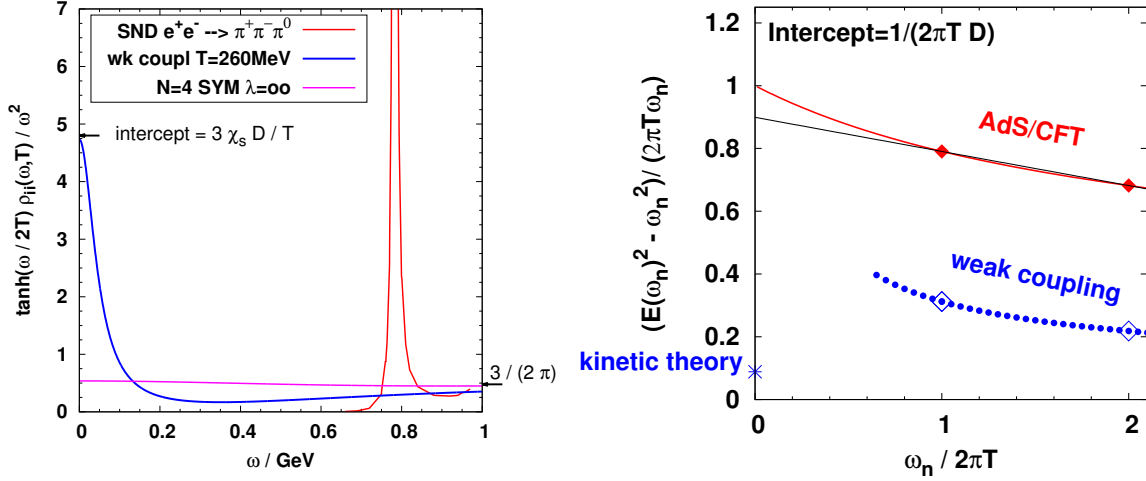 SND e⁺e⁻ --> π⁺π⁻π⁰
wk coupl T=260MeV
N=4 SYM λ=oo
intercept = 3 χₛ D / T
3 / (2 π)
tanh(ω / 2T) ρᵢᵢ(ω,T) / ω²
7
6
5
4
3
2
1
0
0
0.2
0.4
0.6
0.8
1
ω / GeV
Intercept=1/(2πT D)
AdS/CFT
weak coupling
kinetic theory
(E(ωₙ)² - ωₙ²)/ (2πTωₙ)
1.2
1
0.8
0.6
0.4
0.2
0
0
1
2
ωₙ / 2πT